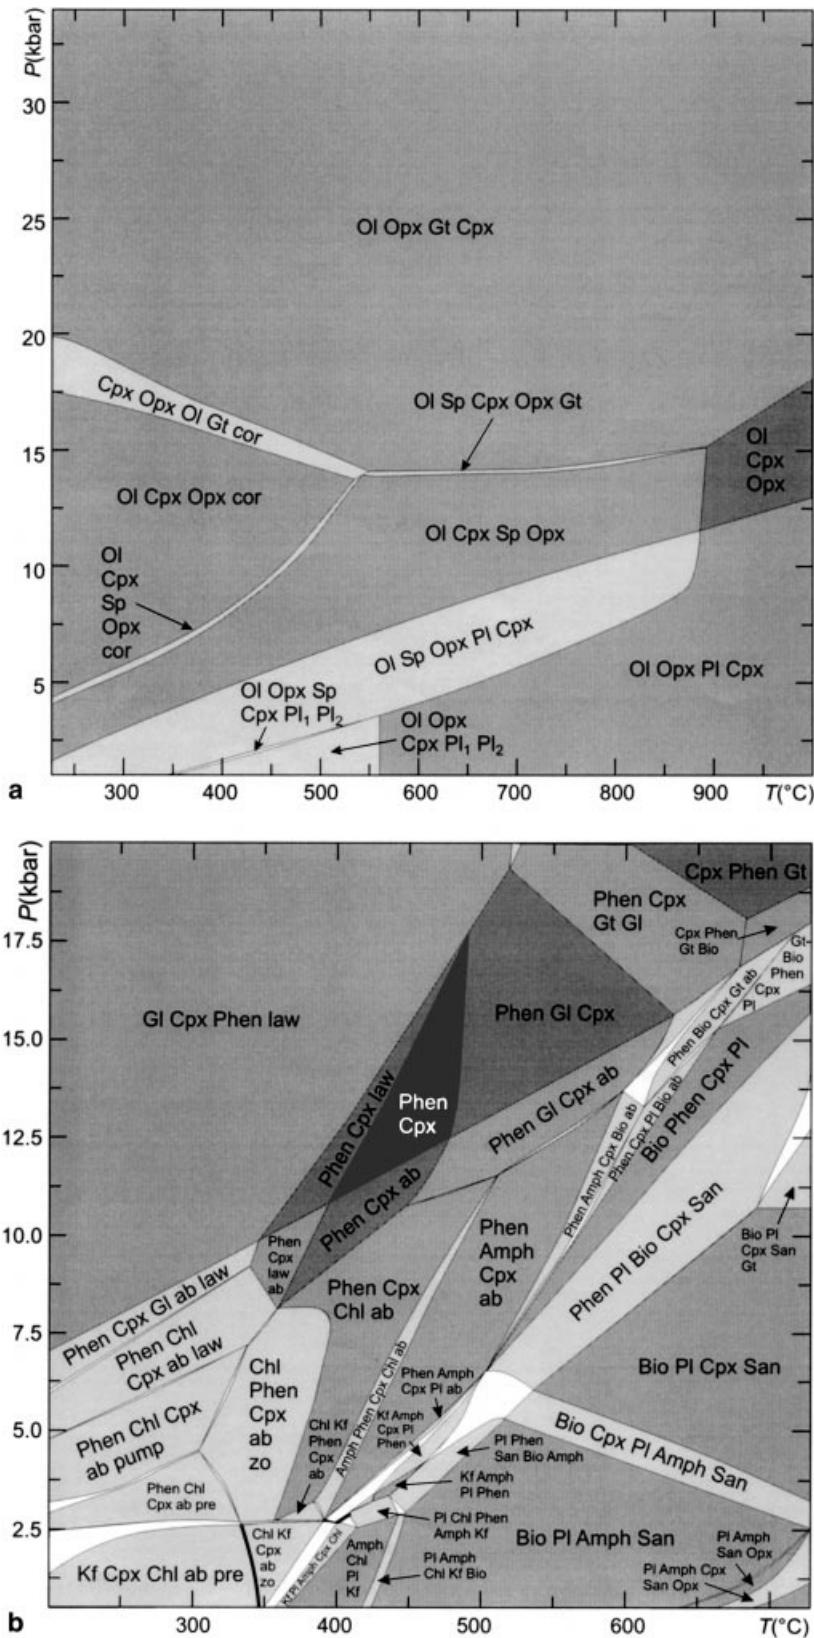 P(kbar)
30
25
20
15
10
5
Ol Opx Gt Cpx
Cpx Opx Ol Gt cor
Ol Sp Cpx Opx Gt
Ol
Cpx
Opx
Ol Cpx Opx cor
Ol Cpx Sp Opx
Ol
Cpx
Sp
Opx
cor
Ol Sp Opx Pl Cpx
Ol Opx Pl Cpx
Ol Opx Sp
Cpx Pl₁ Pl₂
Ol Opx
Cpx Pl₁ Pl₂
a
300 400 500 600 700 800 900 T(°C)
P(kbar)
17.5
15.0
12.5
10.0
7.5
5.0
2.5
Cpx Phen Gt
Phen Cpx
Gt Gl
Cpx Phen
Gt Bio
Gt
Bio
Phen
Cpx
Pl
Gl Cpx Phen law
Phen Gl Cpx
Phen Bio Cpx Gt ab
Phen Cpx law
Phen
Cpx
Phen Gl Cpx ab
Phen Cpx Pl Bio ab
Bio Phen Cpx Pl
Phen Amph Cpx Bio ab
Phen Cpx ab
Phen
Cpx
law
ab
Phen
Amph
Cpx
ab
Bio Pl
Cpx San
Gt
Phen Cpx Gl ab law
Phen Cpx
Chl ab
Phen Pl Bio Cpx San
Phen Chl
Cpx ab law
Chl
Phen
Cpx
ab
zo
Amph Phen Cpx Chl ab
Phen Amph
Cpx Pl ab
Bio Pl Cpx San
Phen Chl Cpx
ab pump
Chl Kf
Phen
Cpx
ab
Kf Amph
Cpx Pl
Phen
Pl Phen
San Bio Amph
Bio Cpx Pl Amph San
Phen Chl
Cpx ab pre
Kf Amph
Pl Phen
Pl Chl Phen
Amph Kf
Kf Cpx Chl ab pre
Chl Kf
Cpx
ab
zo
Kf Pl Amph Cpx Chl
Amph
Chl
Pl
Kf
Pl Amph
Chl Kf Bio
Bio Pl Amph San
Pl Amph
San Opx
Pl Amph Cpx
San Opx
b
300 400 500 600 T(°C)